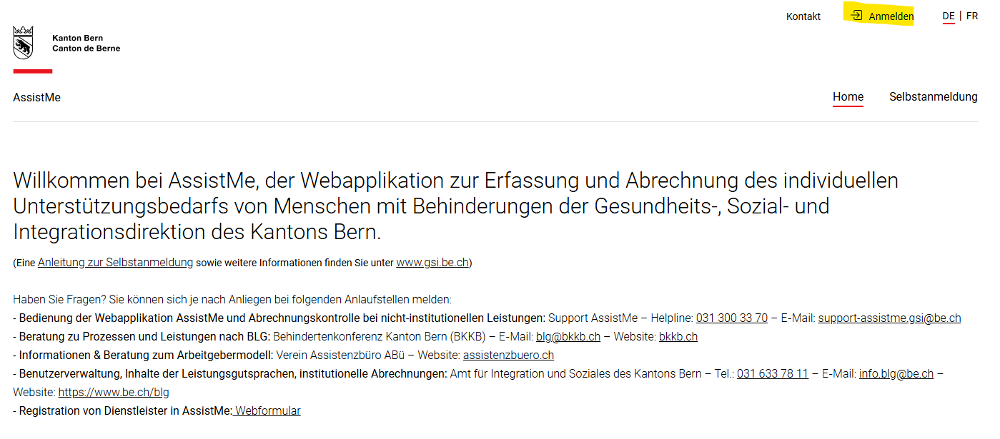 Kontakt Anmelden DE | FR
Kanton Bern
Canton de Berne
AssistMe
Home Selbstanmeldung
Willkommen bei AssistMe, der Webapplikation zur Erfassung und Abrechnung des individuellen
Unterstützungsbedarfs von Menschen mit Behinderungen der Gesundheits-, Sozial- und
Integrationsdirektion des Kantons Bern.
(Eine Anleitung zur Selbstanmeldung sowie weitere Informationen finden Sie unter www.gsi.be.ch)
Haben Sie Fragen? Sie können sich je nach Anliegen bei folgenden Anlaufstellen melden:
- Bedienung der Webapplikation AssistMe und Abrechnungskontrolle bei nicht-institutionellen Leistungen: Support AssistMe – Helpline: 031 300 33 70 – E-Mail: support-assistme.gsi@be.ch
- Beratung zu Prozessen und Leistungen nach BLG: Behindertenkonferenz Kanton Bern (BKKB) – E-Mail: blg@bkkb.ch – Website: bkkb.ch
- Informationen & Beratung zum Arbeitgebermodell: Verein Assistenzbüro ABü – Website: assistenzbuero.ch
- Benutzerverwaltung, Inhalte der Leistungsgutsprachen, institutionelle Abrechnungen: Amt für Integration und Soziales des Kantons Bern – Tel.: 031 633 78 11 – E-Mail: info.blg@be.ch –
Website: https://www.be.ch/blg
- Registration von Dienstleister in AssistMe: Webformular